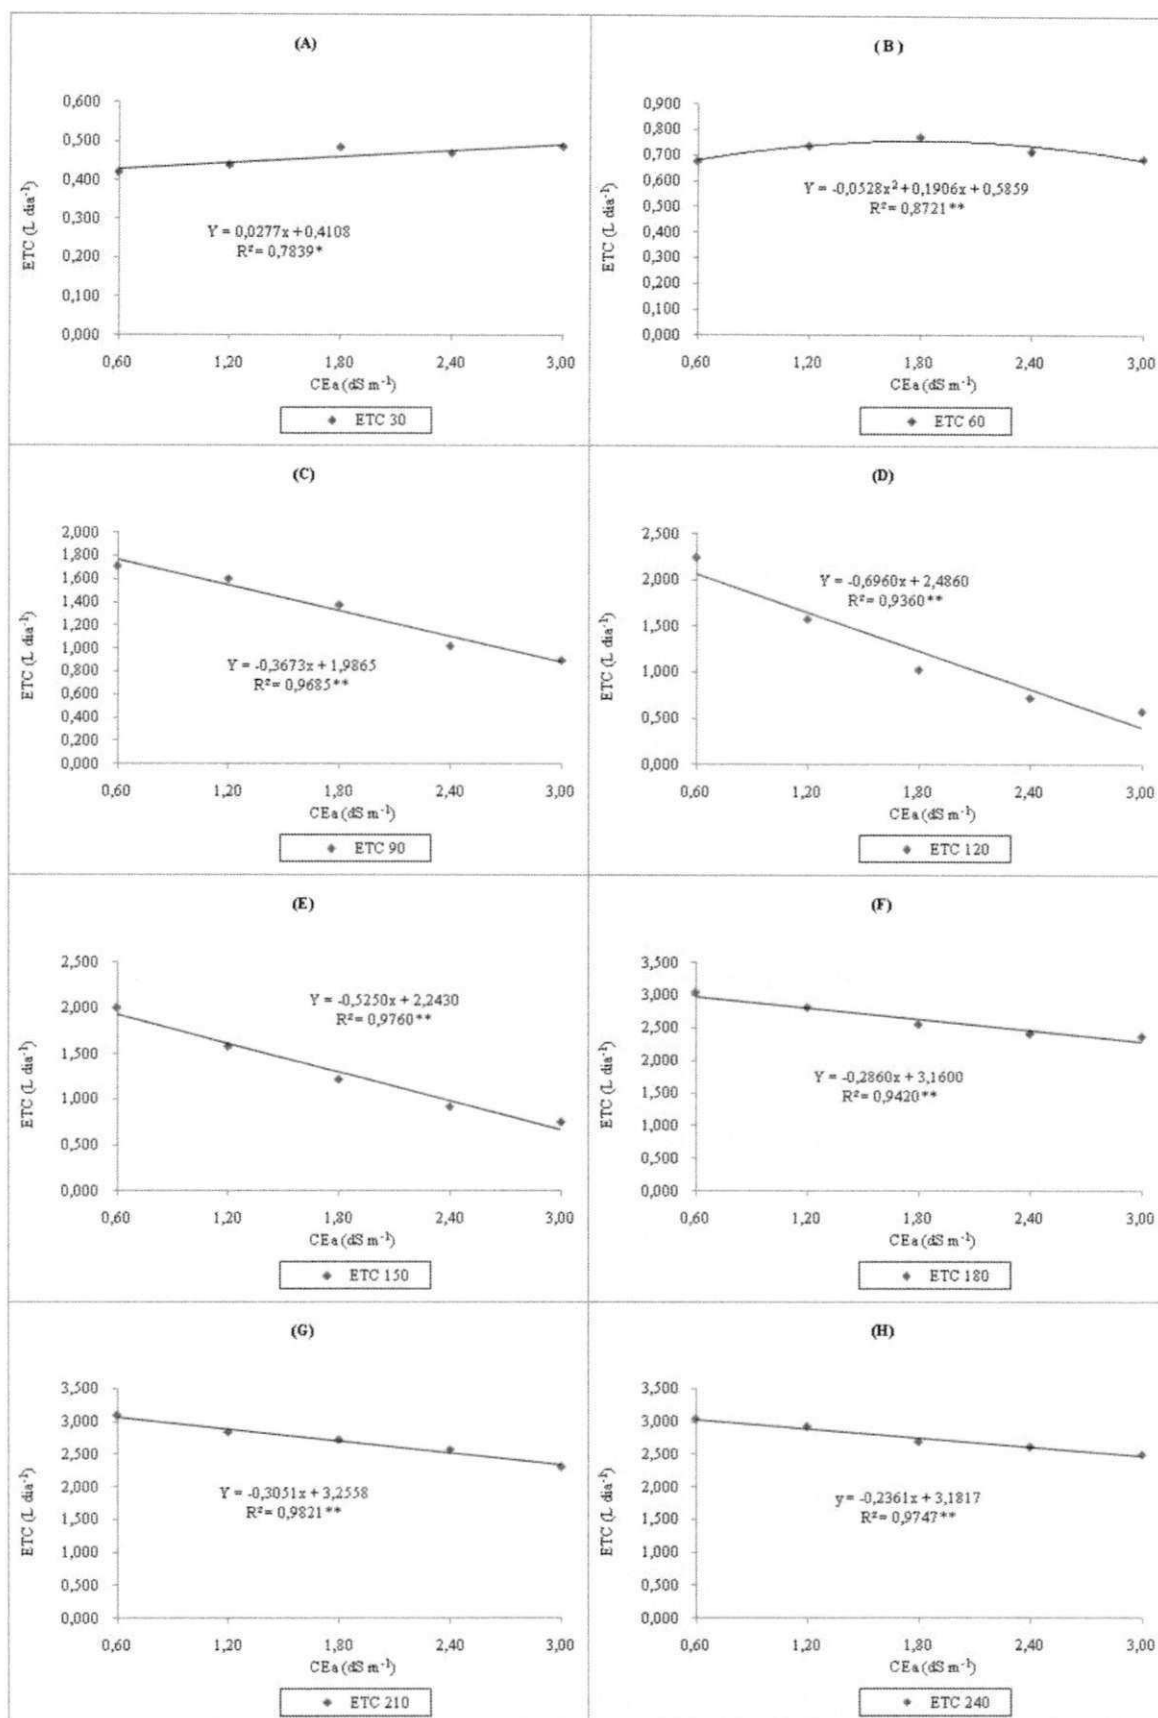 (A)
ETC (L dia⁻¹)
0,600
0,500
0,400
0,300
0,200
0,100
0,000
Y = 0,0277x + 0,4108
R² = 0,7839*
0,60 1,20 1,80 2,40 3,00
CEa (dS m⁻¹)
ETC 30
(B)
ETC (L dia⁻¹)
0,900
0,800
0,700
0,600
0,500
0,400
0,300
0,200
0,100
0,000
Y = -0,0528x² + 0,1906x + 0,5859
R² = 0,8721**
0,60 1,20 1,80 2,40 3,00
CEa (dS m⁻¹)
ETC 60
(C)
ETC (L dia⁻¹)
2,000
1,800
1,600
1,400
1,200
1,000
0,800
0,600
0,400
0,200
0,000
Y = -0,3673x + 1,9865
R² = 0,9685**
0,60 1,20 1,80 2,40 3,00
CEa (dS m⁻¹)
ETC 90
(D)
ETC (L dia⁻¹)
2,500
2,000
1,500
1,000
0,500
0,000
Y = -0,6960x + 2,4860
R² = 0,9360**
0,60 1,20 1,80 2,40 3,00
CEa (dS m⁻¹)
ETC 120
(E)
ETC (L dia⁻¹)
2,500
2,000
1,500
1,000
0,500
0,000
Y = -0,5250x + 2,2430
R² = 0,9760**
0,60 1,20 1,80 2,40 3,00
CEa (dS m⁻¹)
ETC 150
(F)
ETC (L dia⁻¹)
3,500
3,000
2,500
2,000
1,500
1,000
0,500
0,000
Y = -0,2860x + 3,1600
R² = 0,9420**
0,60 1,20 1,80 2,40 3,00
CEa (dS m⁻¹)
ETC 180
(G)
ETC (L dia⁻¹)
3,500
3,000
2,500
2,000
1,500
1,000
0,500
0,000
Y = -0,3051x + 3,2558
R² = 0,9821**
0,60 1,20 1,80 2,40 3,00
CEa (dS m⁻¹)
ETC 210
(H)
ETC (L dia⁻¹)
3,500
3,000
2,500
2,000
1,500
1,000
0,500
0,000
y = -0,2361x + 3,1817
R² = 0,9747**
0,60 1,20 1,80 2,40 3,00
CEa (dS m⁻¹)
ETC 240